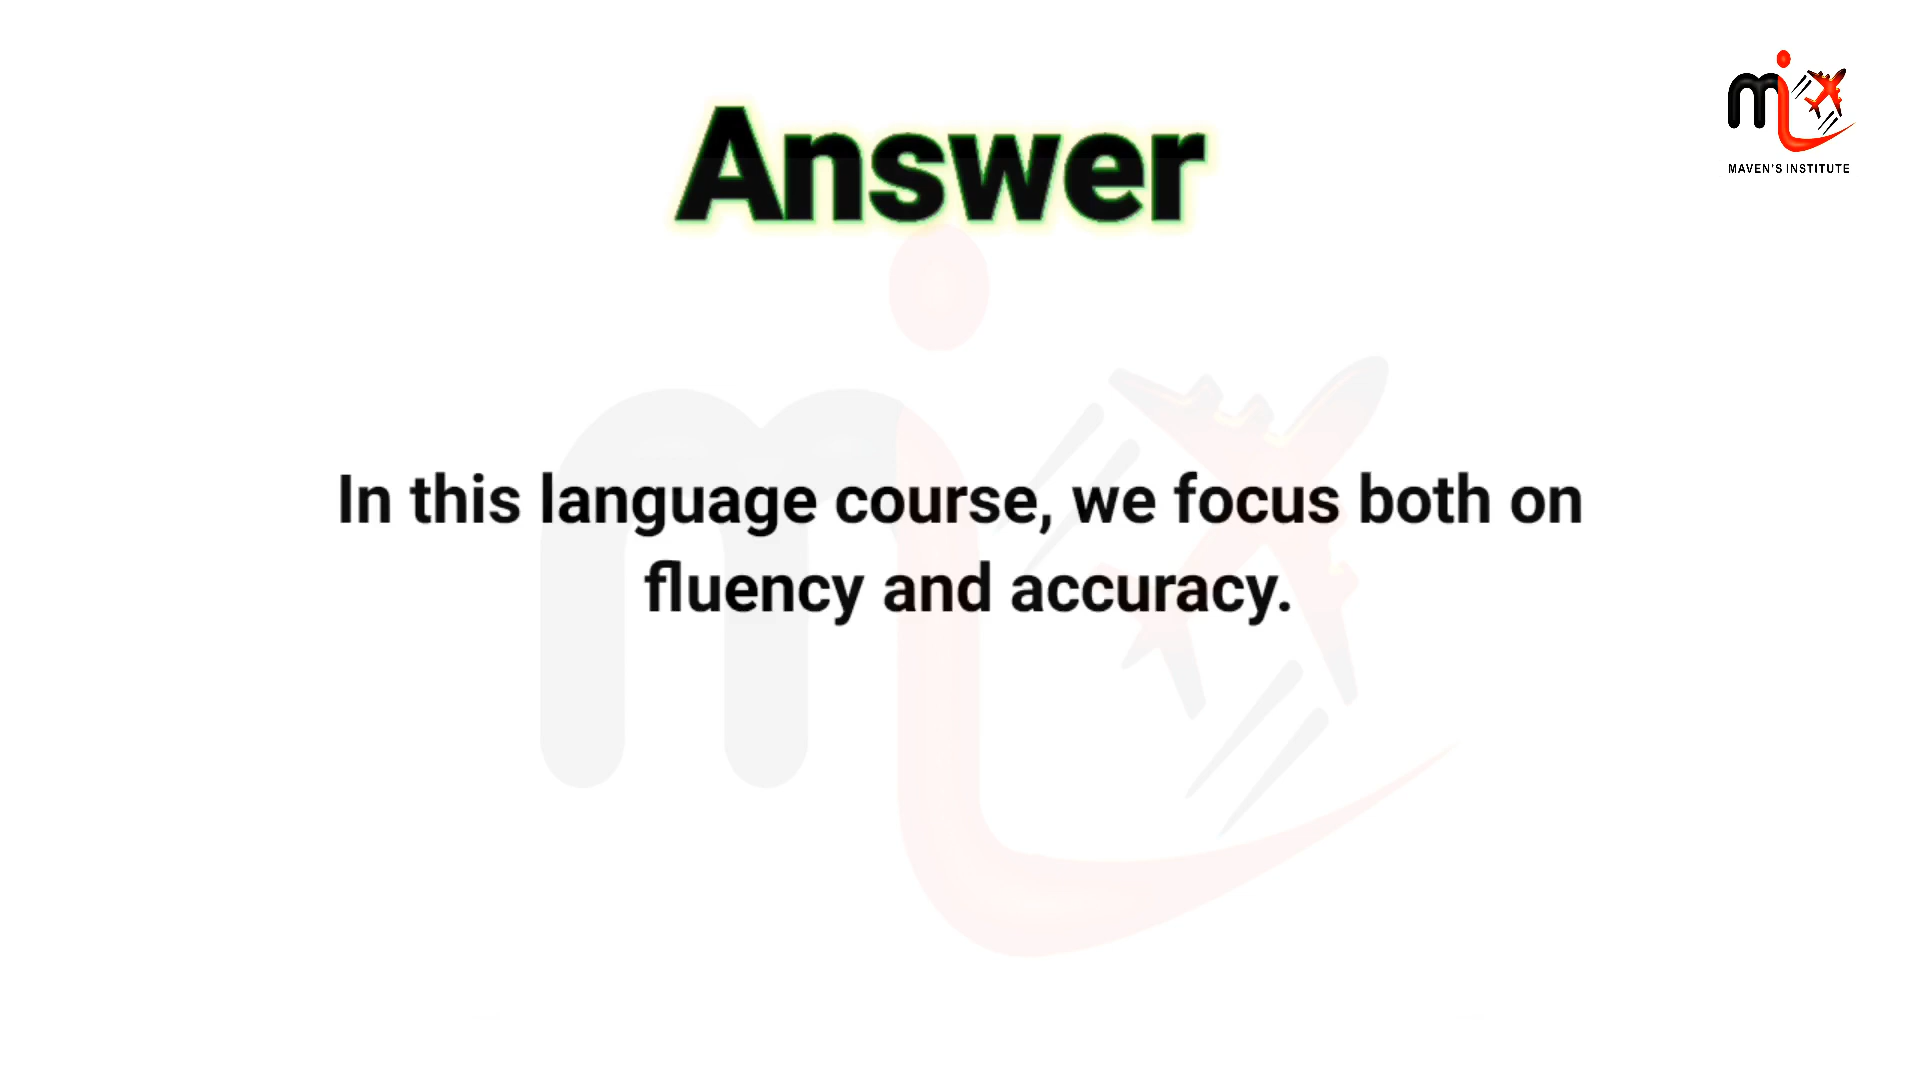 Answer
MAVEN'S INSTITUTE
In this language course, we focus both on
fluency and accuracy.